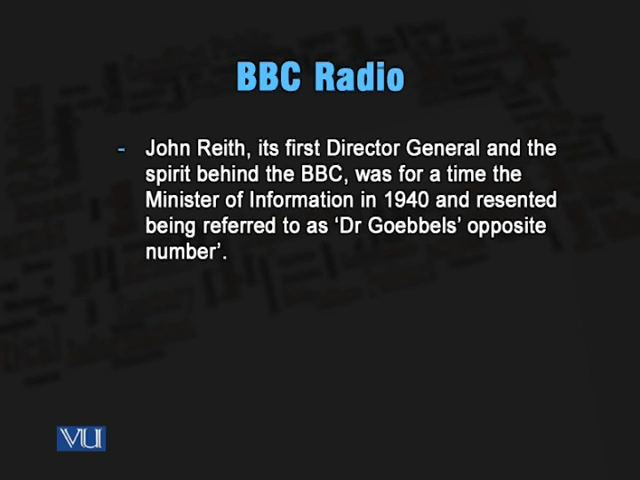 BBC Radio
- John Reith, its first Director General and the
spirit behind the BBC, was for a time the
Minister of Information in 1940 and resented
being referred to as ‘Dr Goebbels’ opposite
number’.
VU